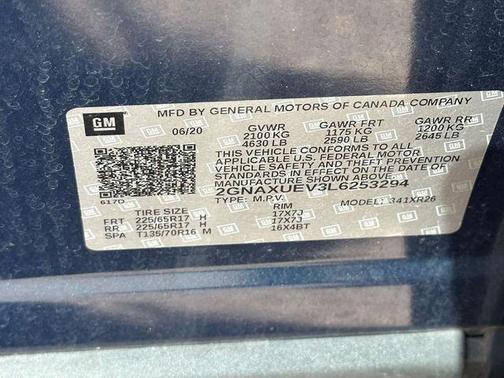 MFD BY GENERAL MOTORS OF CANADA COMPANY
GM 06/20 GVWR GAWR FRT GAWR RR
2100 KG 1175 KG 1200 KG
4630 LB 2590 LB 2645 LB
THIS VEHICLE CONFORMS TO ALL APPLICABLE
U.S. FEDERAL MOTOR VEHICLE SAFETY, BUMPER, AND
THEFT PREVENTION STANDARDS IN EFFECT ON THE
DATE OF MANUFACTURE SHOWN ABOVE.
2GNAXUEV3L6253294
617D TYPE: M.P.V. MODEL: 341XR26
TIRE SIZE RIM
FRT 225/65R17 H 17X7J
RR 225/65R17 H 17X7J
SPA T135/70R16 M 16X4BT